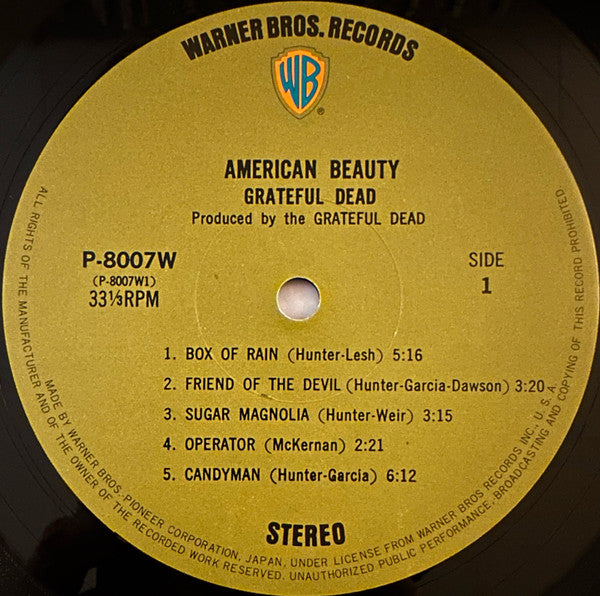 WARNER BROS. RECORDS
WB
®
AMERICAN BEAUTY
GRATEFUL DEAD
Produced by the GRATEFUL DEAD
P-8007W
(P-8007W1)
33⅓RPM
SIDE
1
1. BOX OF RAIN (Hunter-Lesh) 5:16
2. FRIEND OF THE DEVIL (Hunter-Garcia-Dawson) 3:20
3. SUGAR MAGNOLIA (Hunter-Weir) 3:15
4. OPERATOR (McKernan) 2:21
5. CANDYMAN (Hunter-Garcia) 6:12
STEREO
MADE BY WARNER BROS.-PIONEER CORPORATION, JAPAN, UNDER LICENSE FROM WARNER BROS RECORDS INC., U. S. A.
ALL RIGHTS OF THE MANUFACTURER AND OF THE OWNER OF THE RECORDED WORK RESERVED. UNAUTHORIZED PUBLIC PERFORMANCE, BROADCASTING AND COPYING OF THIS RECORD PROHIBITED